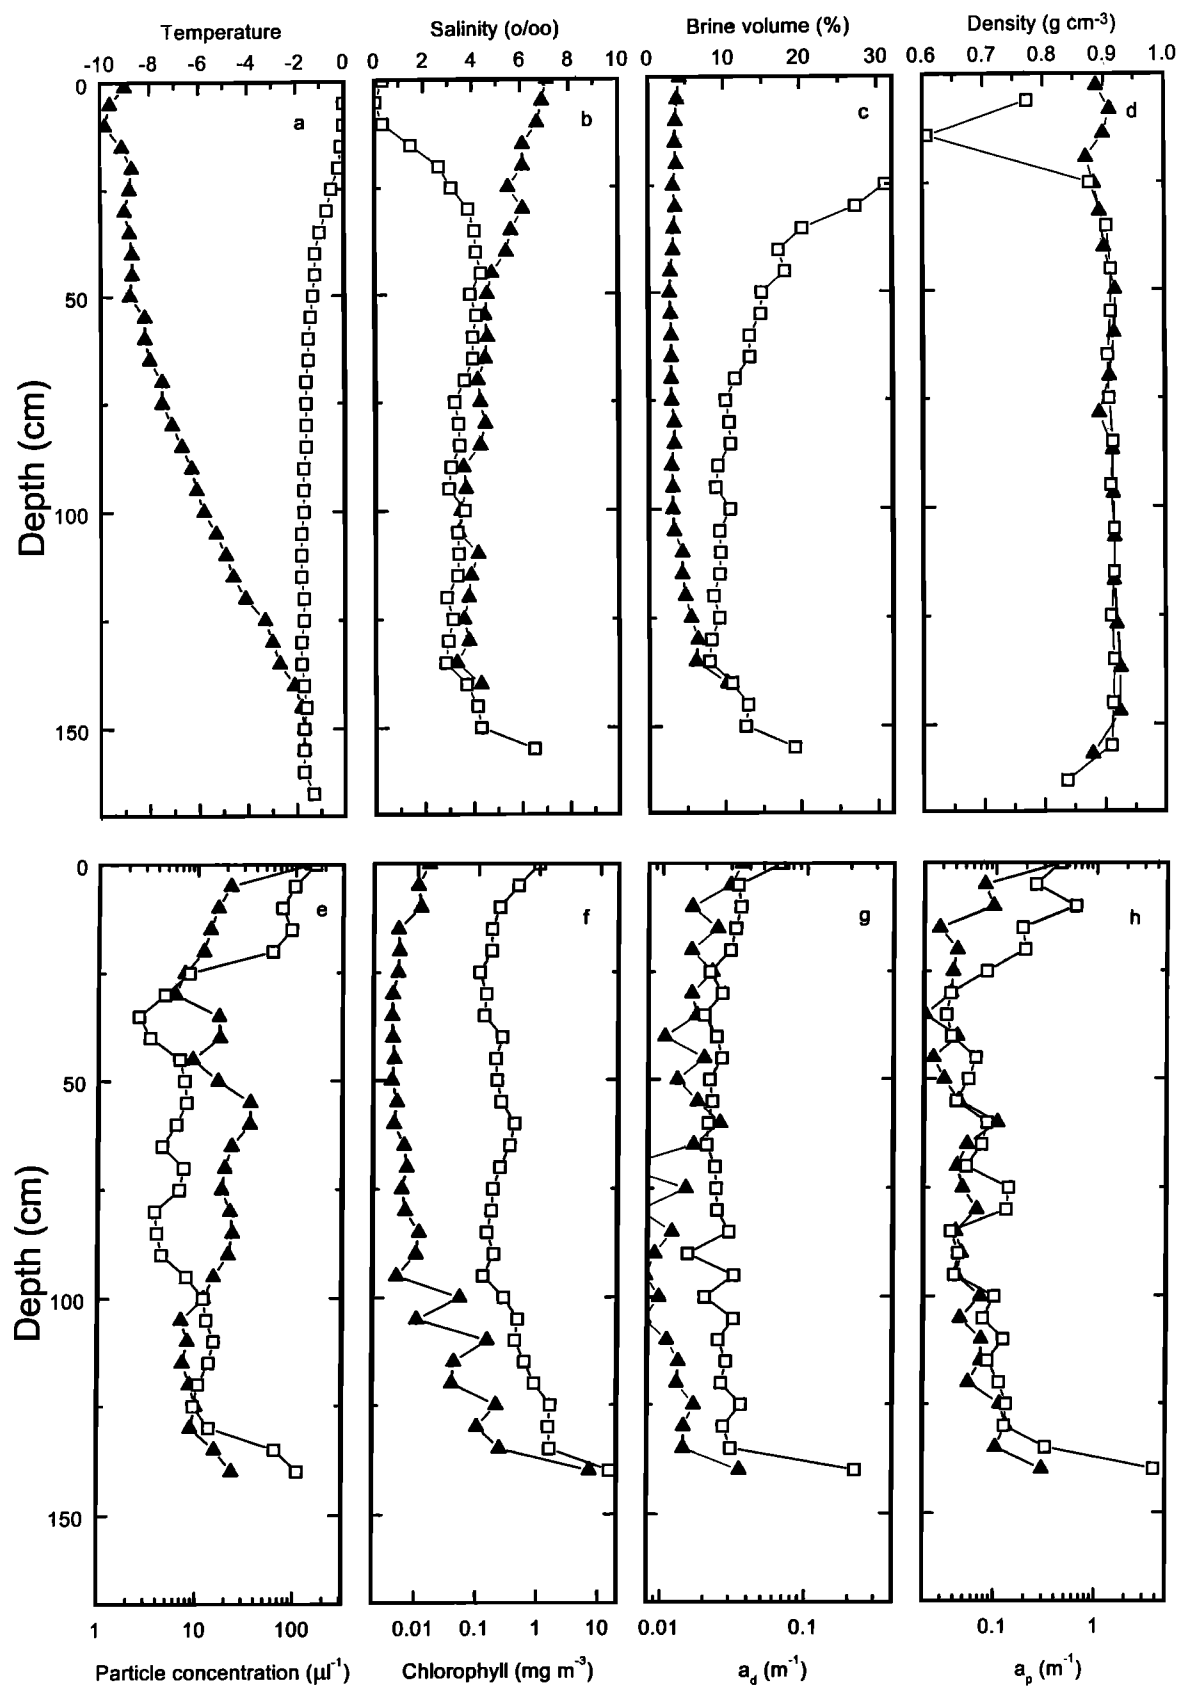 Temperature Salinity (o/oo) Brine volume (%) Density (g cm-3)
-10 -8 -6 -4 -2 0 0 2 4 6 8 10 0 10 20 30 0.6 0.7 0.8 0.9 1.0
0
a b c d
50
Depth (cm)
100
150
0
e f g h
50
Depth (cm)
100
150
1 10 100 0.01 0.1 1 10 0.01 0.1 0.1 1
Particle concentration (µl-1) Chlorophyll (mg m-3) ad (m-1) ap (m-1)